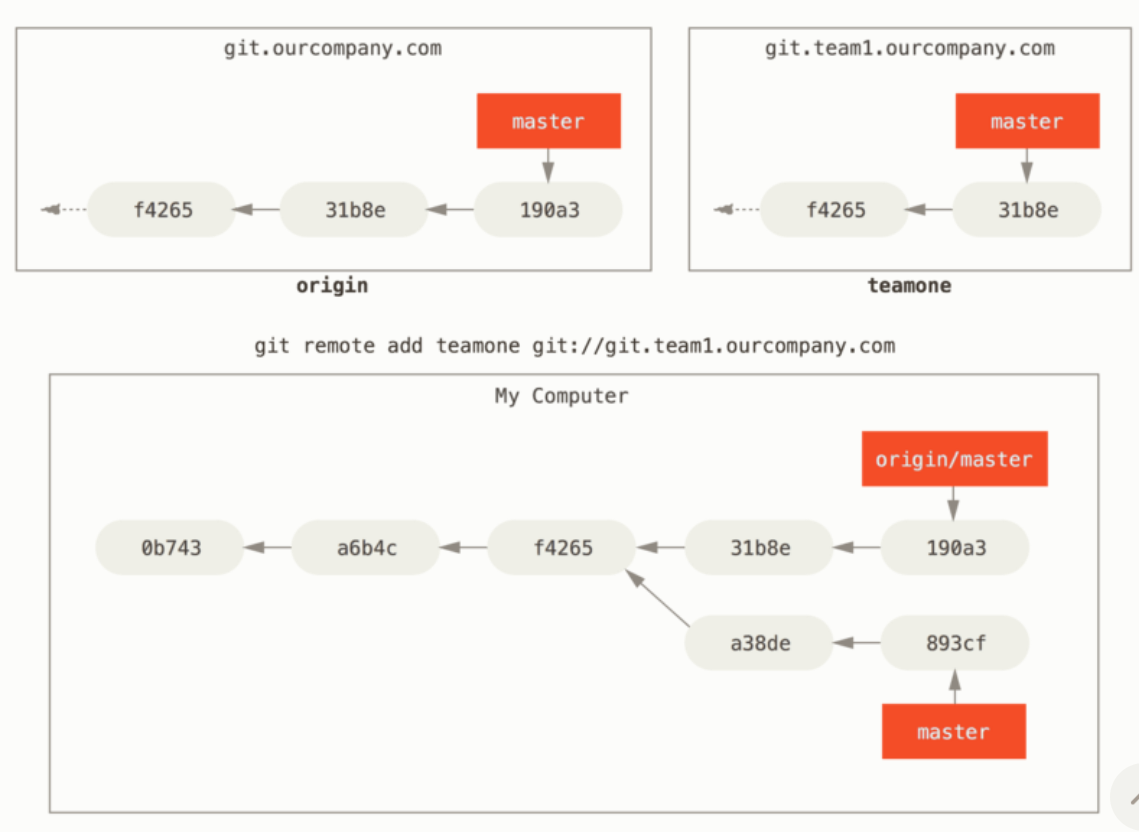 git.ourcompany.com
master
f4265 31b8e 190a3
origin
git.team1.ourcompany.com
master
f4265 31b8e
teamone
git remote add teamone git://git.team1.ourcompany.com
My Computer
origin/master
0b743 a6b4c f4265 31b8e 190a3
a38de 893cf
master